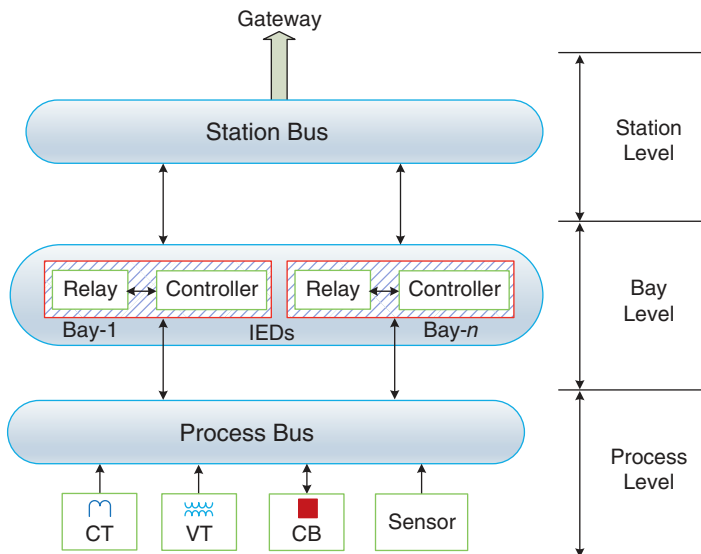 Gateway
Station Bus
Station
Level
Relay
Controller
Relay
Controller
Bay-1
IEDs
Bay-n
Bay
Level
Process Bus
Process
Level
CT
VT
CB
Sensor